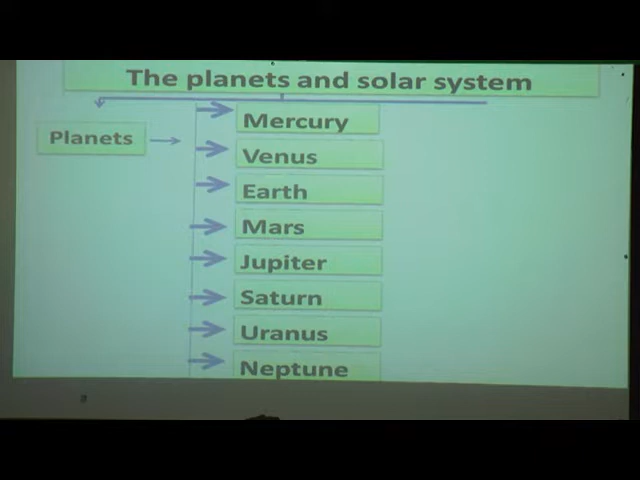 The planets and solar system
Planets
Mercury
Venus
Earth
Mars
Jupiter
Saturn
Uranus
Neptune